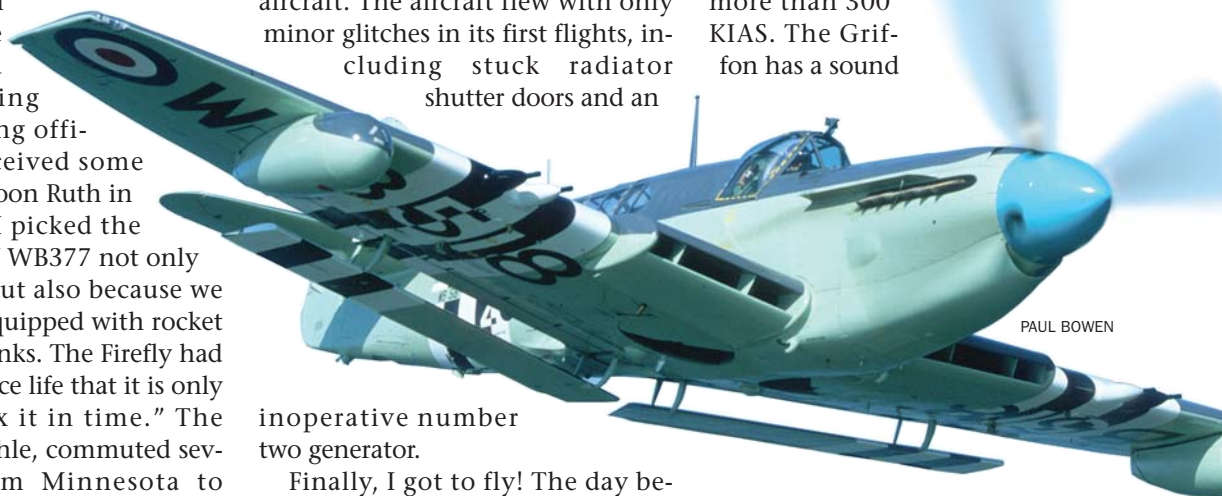 ing
ng offi-
ceived some
oon Ruth in
I picked the
WB377 not only
ut also because we
quipped with rocket
nks. The Firefly had
ce life that it is only
x it in time.” The
hle, commuted sev-
m Minnesota to
aircraft. The aircraft flew with only
minor glitches in its first flights, in-
cluding stuck radiator
shutter doors and an
inoperative number
two generator.
Finally, I got to fly! The day be-
more than 300
KIAS. The Grif-
fon has a sound
W
518
PAUL BOWEN